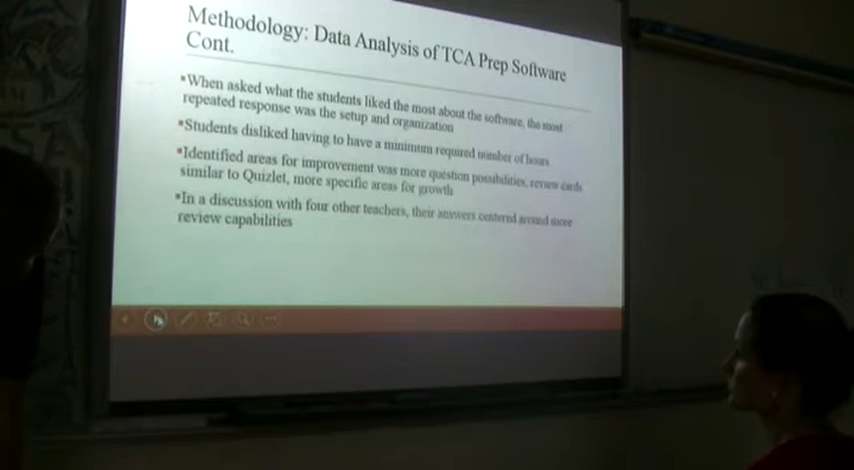 Methodology: Data Analysis of TCA Prep Software
Cont.
▪When asked what the students liked the most about the software, the most
repeated response was the setup and organization
▪Students disliked having to have a minimum required number of hours
▪Identified areas for improvement was more question possibilities, review cards
similar to Quizlet, more specific areas for growth
▪In a discussion with four other teachers, their answers centered around more
review capabilities